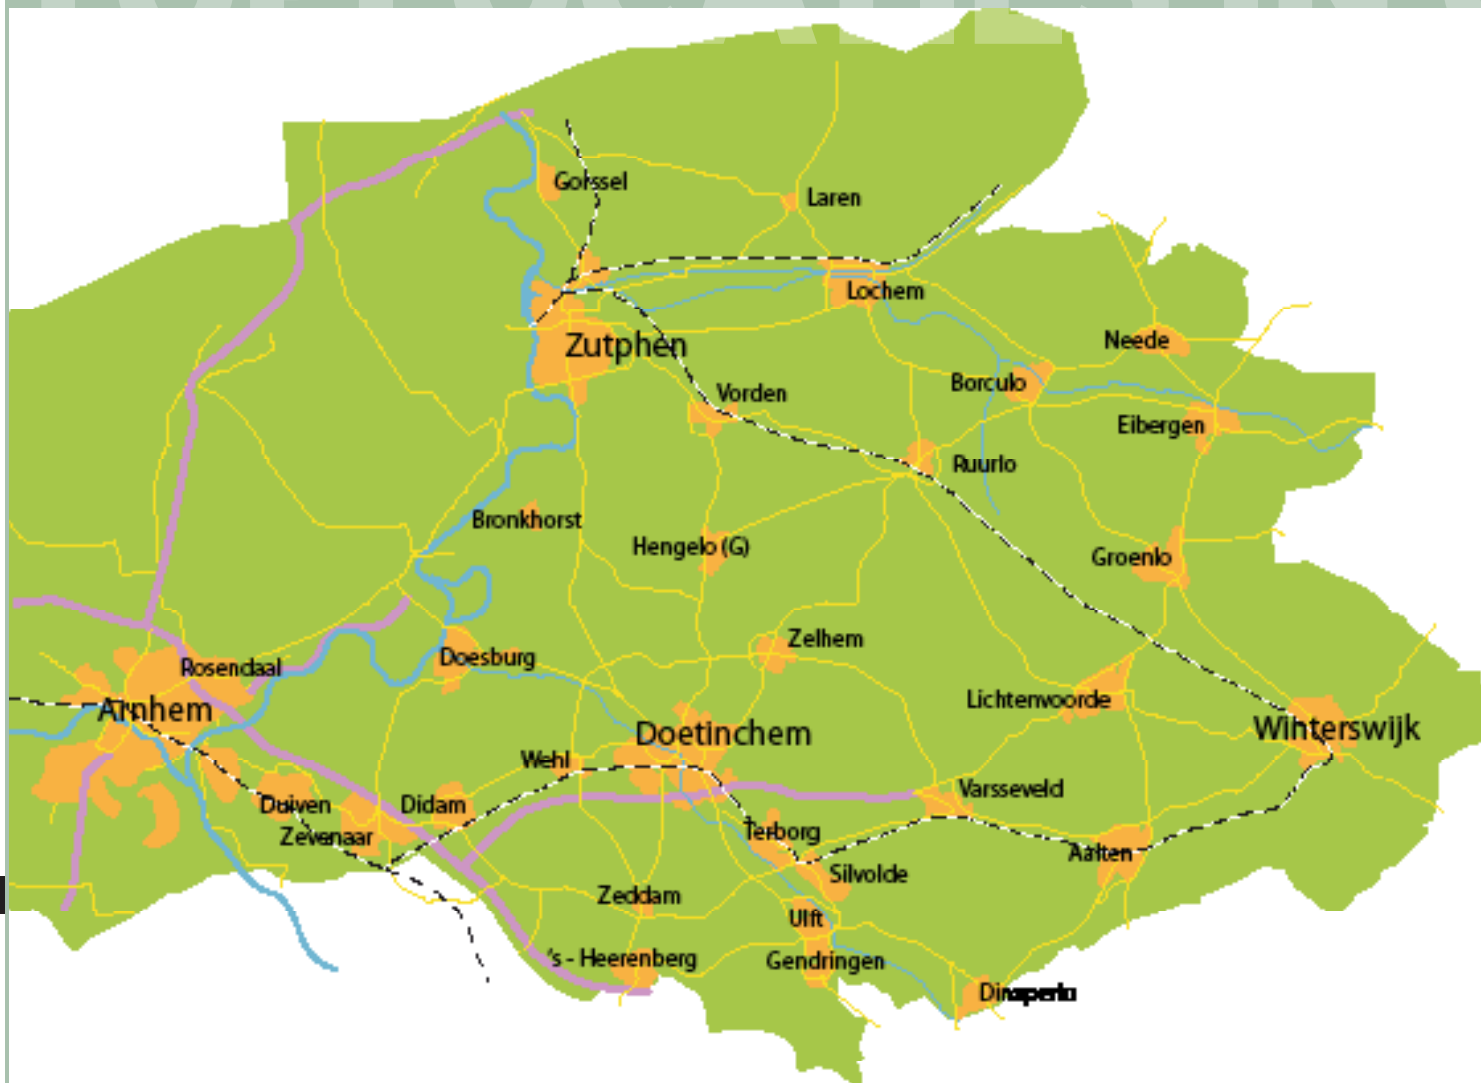 Gorssel
Laren
Lochem
Zutphen
Neede
Borculo
Vorden
Eibergen
Ruurlo
Bronkhorst
Hengelo (G)
Groenlo
Zelhem
Doesburg
Rosendaal
Lichtenvoorde
Arnhem
Doetinchem
Winterswijk
Wehl
Varsseveld
Duiven
Didam
Terborg
Zevenaar
Aalten
Silvolde
Zeddam
Ulft
's - Heerenberg
Gendringen
Dinxperlo